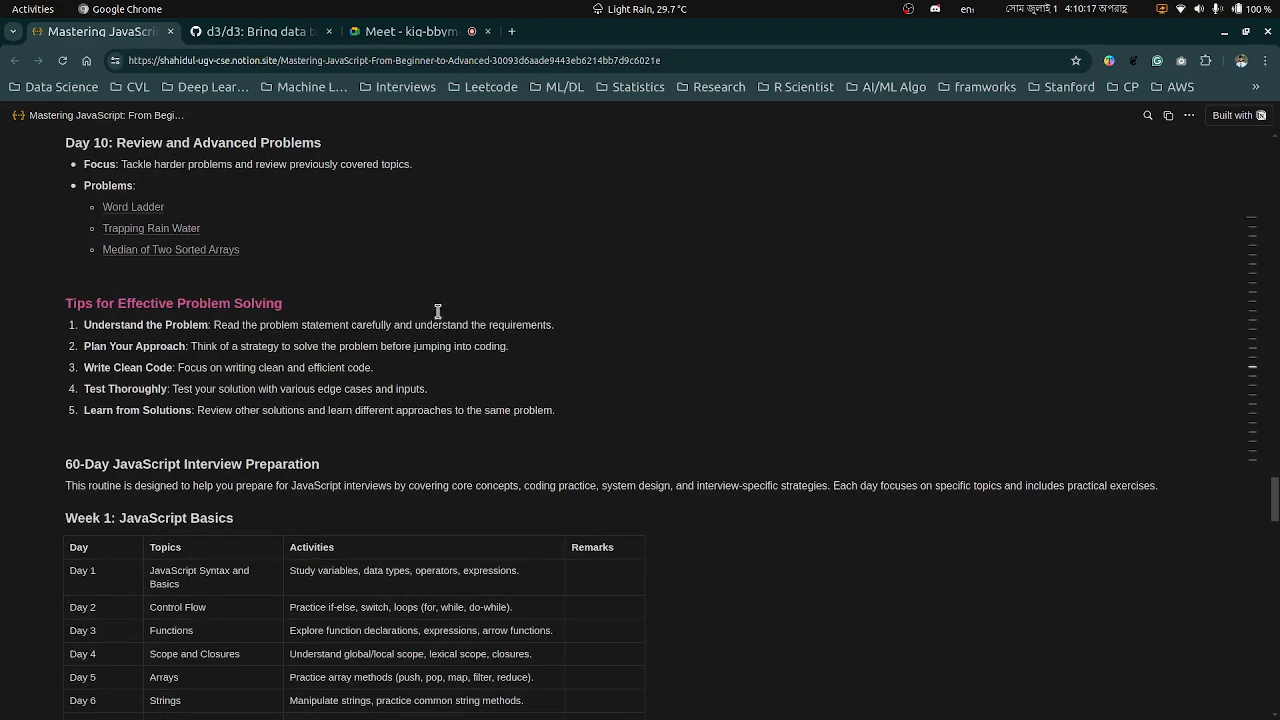 Activities Google Chrome Light Rain, 29.7 °C en₁ সোম জুলাই 1 4:10:17 অপরাহ্ণ 100 %
Mastering JavaScrip d3/d3: Bring data t Meet - kig-bbym
https://shahidul-ugv-cse.notion.site/Mastering-JavaScript-From-Beginner-to-Advanced-30093d6aade9443eb6214bb7d9c6021e
Data Science CVL Deep Lear… Machine L… Interviews Leetcode ML/DL Statistics Research R Scientist AI/ML Algo framworks Stanford CP AWS »
Mastering JavaScript: From Begi… Built with
Day 10: Review and Advanced Problems
• Focus: Tackle harder problems and review previously covered topics.
• Problems:
◦ Word Ladder
◦ Trapping Rain Water
◦ Median of Two Sorted Arrays
Tips for Effective Problem Solving
1. Understand the Problem: Read the problem statement carefully and understand the requirements.
2. Plan Your Approach: Think of a strategy to solve the problem before jumping into coding.
3. Write Clean Code: Focus on writing clean and efficient code.
4. Test Thoroughly: Test your solution with various edge cases and inputs.
5. Learn from Solutions: Review other solutions and learn different approaches to the same problem.
60-Day JavaScript Interview Preparation
This routine is designed to help you prepare for JavaScript interviews by covering core concepts, coding practice, system design, and interview-specific strategies. Each day focuses on specific topics and includes practical exercises.
Week 1: JavaScript Basics
Day Topics Activities Remarks
Day 1 JavaScript Syntax and Study variables, data types, operators, expressions.
Basics
Day 2 Control Flow Practice if-else, switch, loops (for, while, do-while).
Day 3 Functions Explore function declarations, expressions, arrow functions.
Day 4 Scope and Closures Understand global/local scope, lexical scope, closures.
Day 5 Arrays Practice array methods (push, pop, map, filter, reduce).
Day 6 Strings Manipulate strings, practice common string methods.